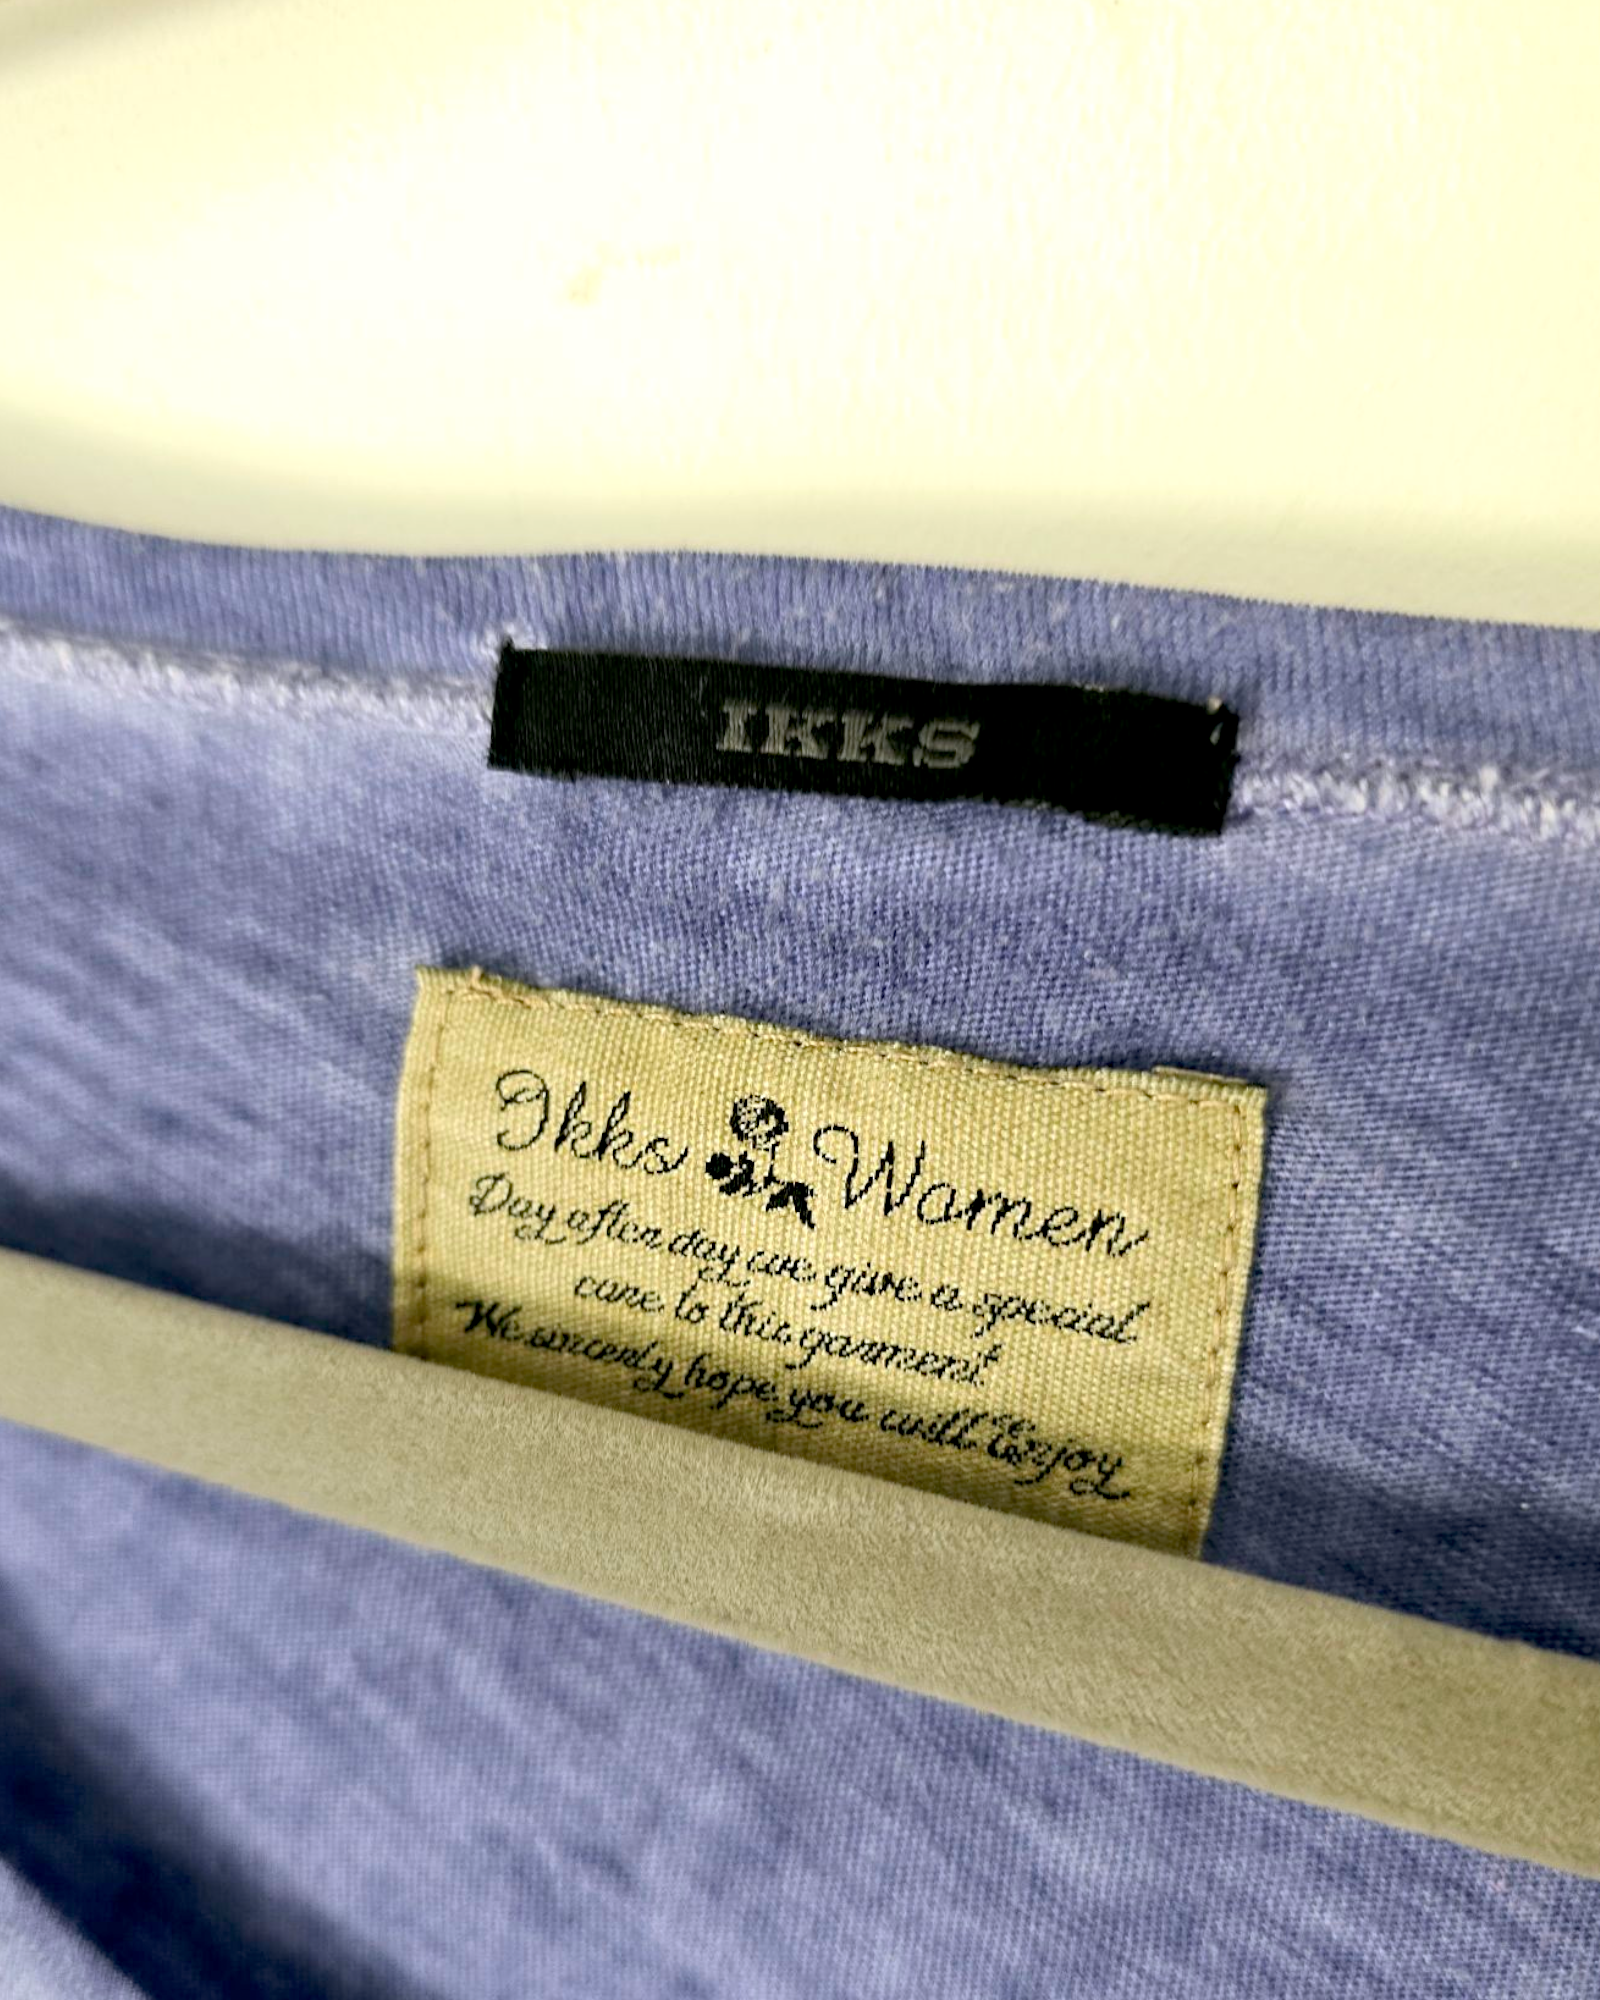 IKKS
Ikks Women
Day after day we give a special
care to this garment
We sincerly hope you will Enjoy